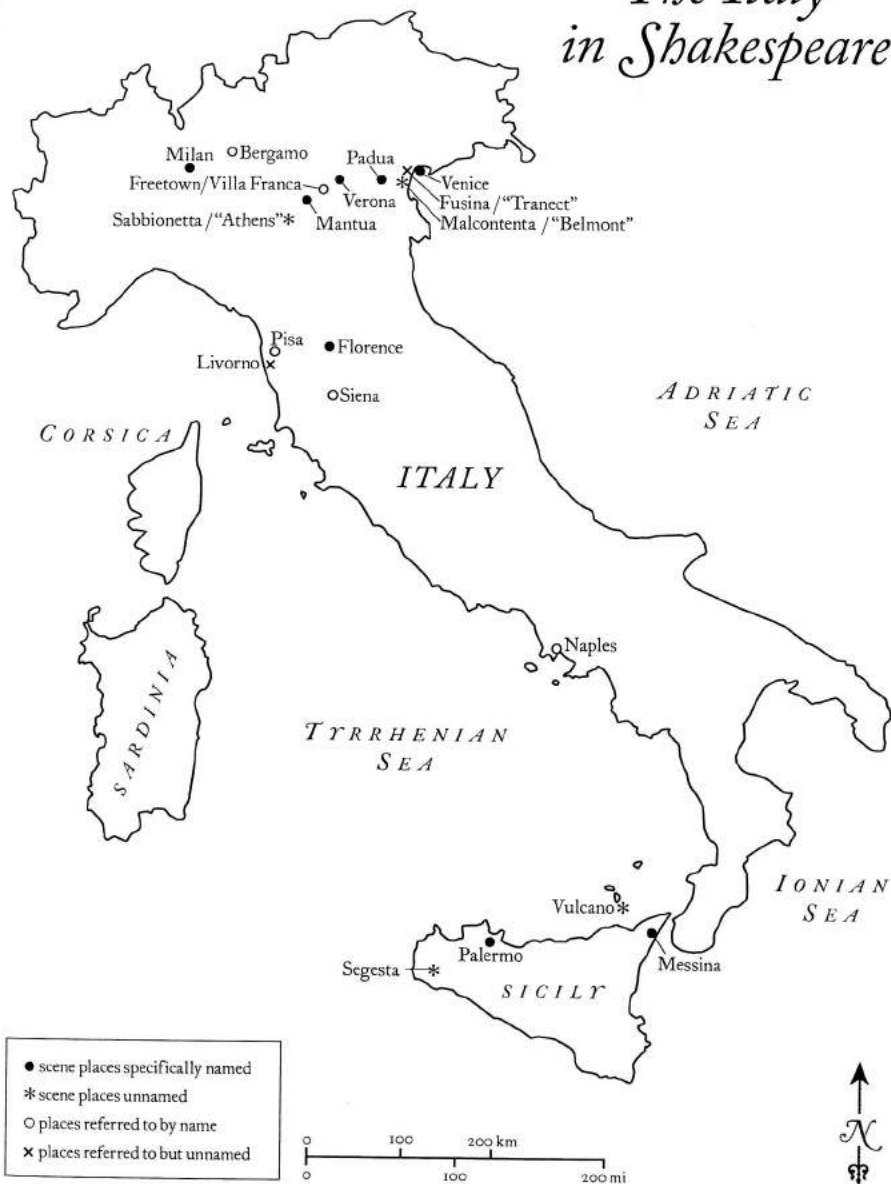 The Italy
in Shakespeare
Milan
Bergamo
Padua
Venice
Freetown/Villa Franca
Verona
Fusina/“Tranect”
Sabbionetta/“Athens”*
Mantua
Malcontenta/“Belmont”
Pisa
Florence
Livorno
Siena
ADRIATIC
SEA
CORSICA
ITALY
Naples
SARDINIA
TYRRHENIAN
SEA
IONIAN
SEA
Vulcano*
Palermo
Messina
Segesta
SICILY
● scene places specifically named
* scene places unnamed
○ places referred to by name
× places referred to but unnamed
0 100 200 km
0 100 200 mi
N